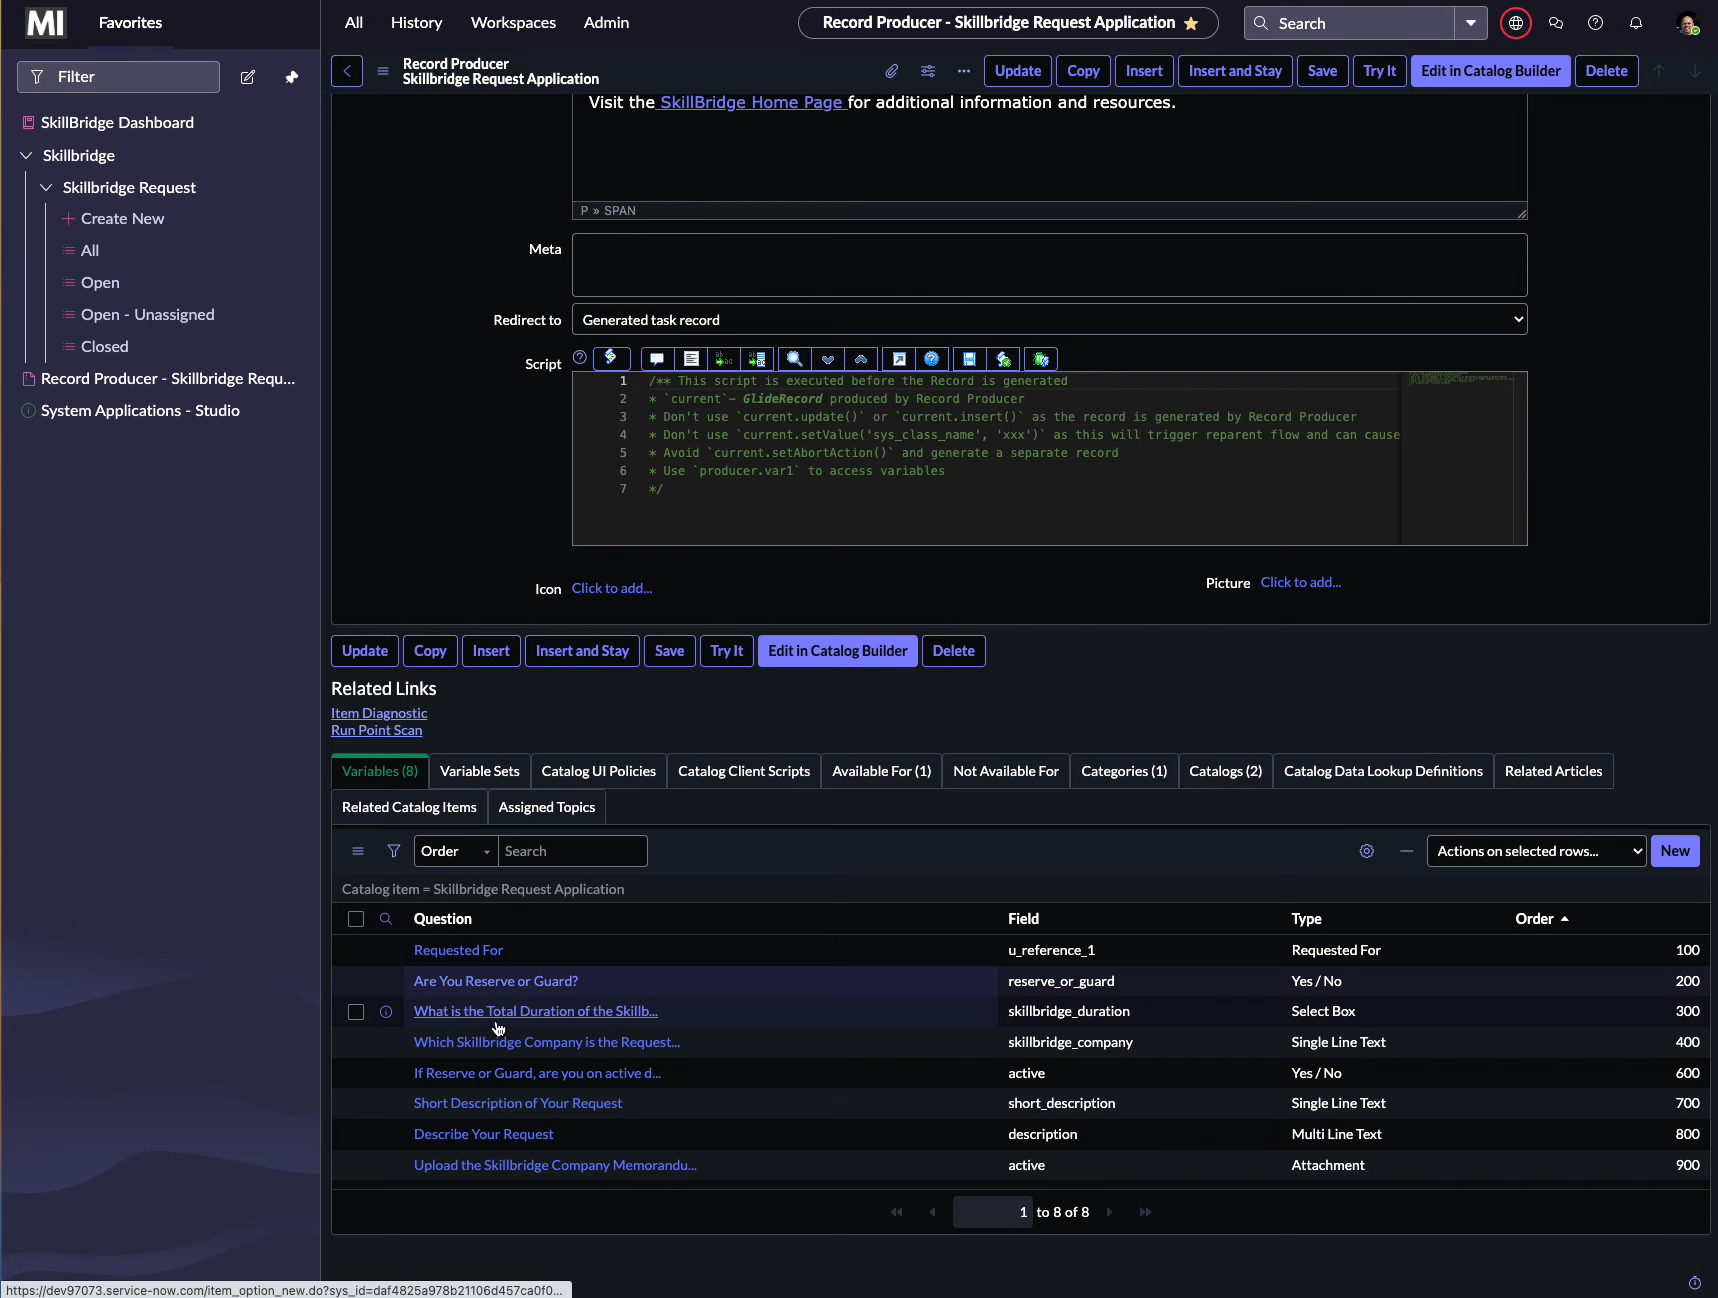 MI
Favorites
All
History
Workspaces
Admin
Record Producer - Skillbridge Request Application
Search
Filter
SkillBridge Dashboard
Skillbridge
Skillbridge Request
Create New
All
Open
Open - Unassigned
Closed
Record Producer - Skillbridge Requ...
System Applications - Studio
Record Producer
Skillbridge Request Application
Update
Copy
Insert
Insert and Stay
Save
Try It
Edit in Catalog Builder
Delete
Visit the SkillBridge Home Page for additional information and resources.
P » SPAN
Meta
Redirect to
Generated task record
Script
1 /** This script is executed before the Record is generated
2 * `current`- GlideRecord produced by Record Producer
3 * Don't use `current.update()` or `current.insert()` as the record is generated by Record Producer
4 * Don't use `current.setValue('sys_class_name', 'xxx')` as this will trigger reparent flow and can cause
5 * Avoid `current.setAbortAction()` and generate a separate record
6 * Use `producer.var1` to access variables
7 */
Icon Click to add...
Picture Click to add...
Update
Copy
Insert
Insert and Stay
Save
Try It
Edit in Catalog Builder
Delete
Related Links
Item Diagnostic
Run Point Scan
Variables (8)
Variable Sets
Catalog UI Policies
Catalog Client Scripts
Available For (1)
Not Available For
Categories (1)
Catalogs (2)
Catalog Data Lookup Definitions
Related Articles
Related Catalog Items
Assigned Topics
Order
Search
Actions on selected rows...
New
Catalog item = Skillbridge Request Application
Question Field Type Order
Requested For u_reference_1 Requested For 100
Are You Reserve or Guard? reserve_or_guard Yes / No 200
What is the Total Duration of the Skillb... skillbridge_duration Select Box 300
Which Skillbridge Company is the Request... skillbridge_company Single Line Text 400
If Reserve or Guard, are you on active d... active Yes / No 600
Short Description of Your Request short_description Single Line Text 700
Describe Your Request description Multi Line Text 800
Upload the Skillbridge Company Memorandu... active Attachment 900
1 to 8 of 8
https://dev97073.service-now.com/item_option_new.do?sys_id=daf4825a978b21106d457ca0f0...